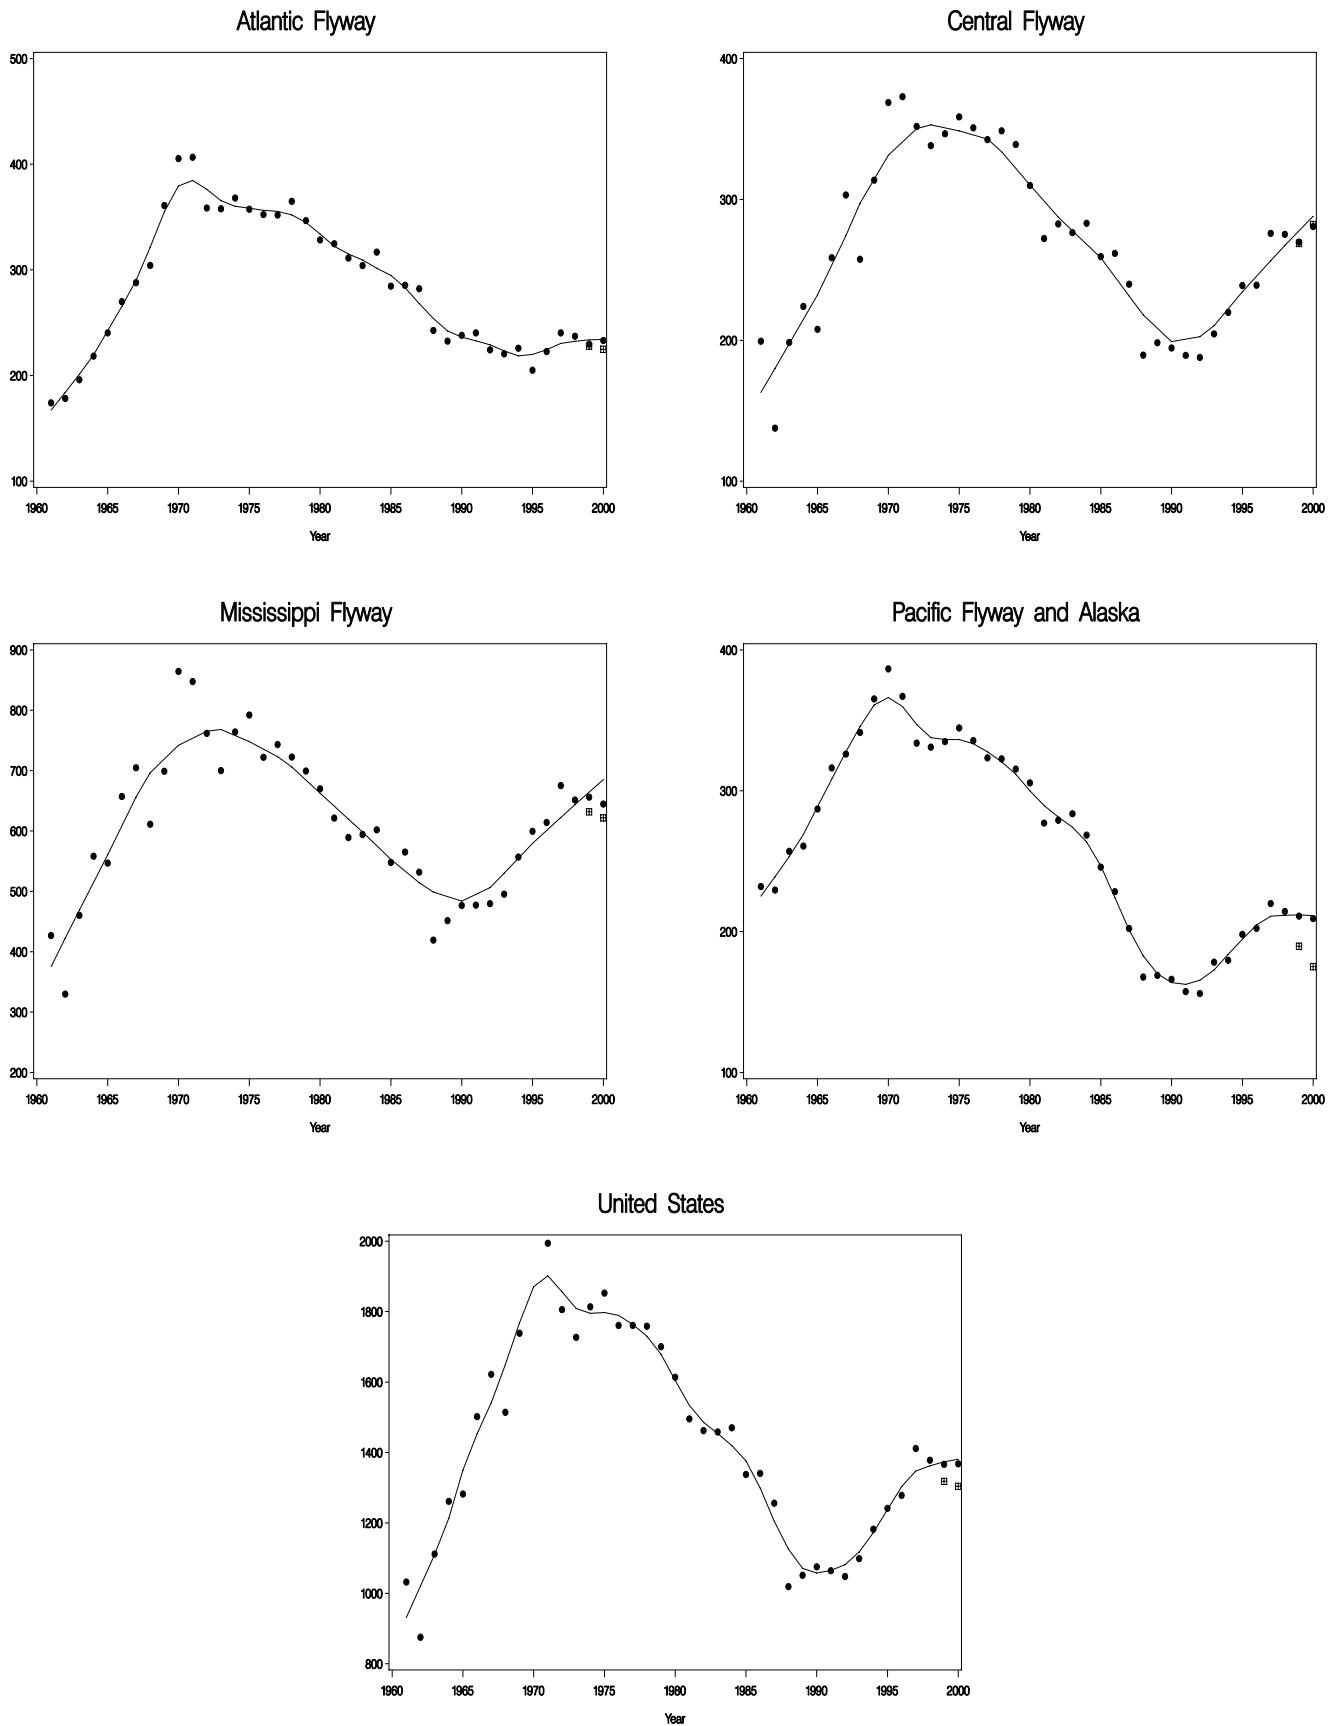 Atlantic Flyway
500
400
300
200
100
1960 1965 1970 1975 1980 1985 1990 1995 2000
Year
Central Flyway
400
300
200
100
1960 1965 1970 1975 1980 1985 1990 1995 2000
Year
Mississippi Flyway
900
800
700
600
500
400
300
200
1960 1965 1970 1975 1980 1985 1990 1995 2000
Year
Pacific Flyway and Alaska
400
300
200
100
1960 1965 1970 1975 1980 1985 1990 1995 2000
Year
United States
2000
1800
1600
1400
1200
1000
800
1960 1965 1970 1975 1980 1985 1990 1995 2000
Year